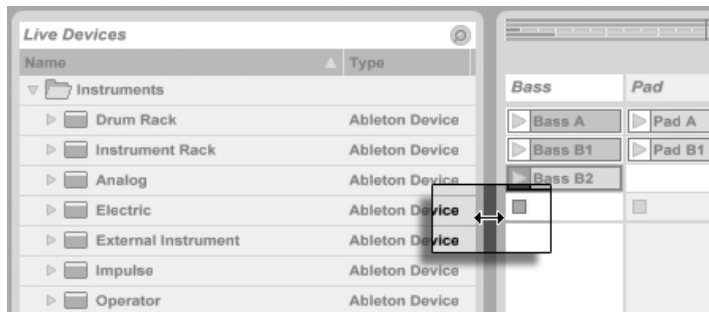 Live Devices
Name Type
Instruments
Drum Rack Ableton Device
Instrument Rack Ableton Device
Analog Ableton Device
Electric Ableton Device
External Instrument Ableton Device
Impulse Ableton Device
Operator Ableton Device
Bass Pad
Bass A Pad A
Bass B1 Pad B1
Bass B2